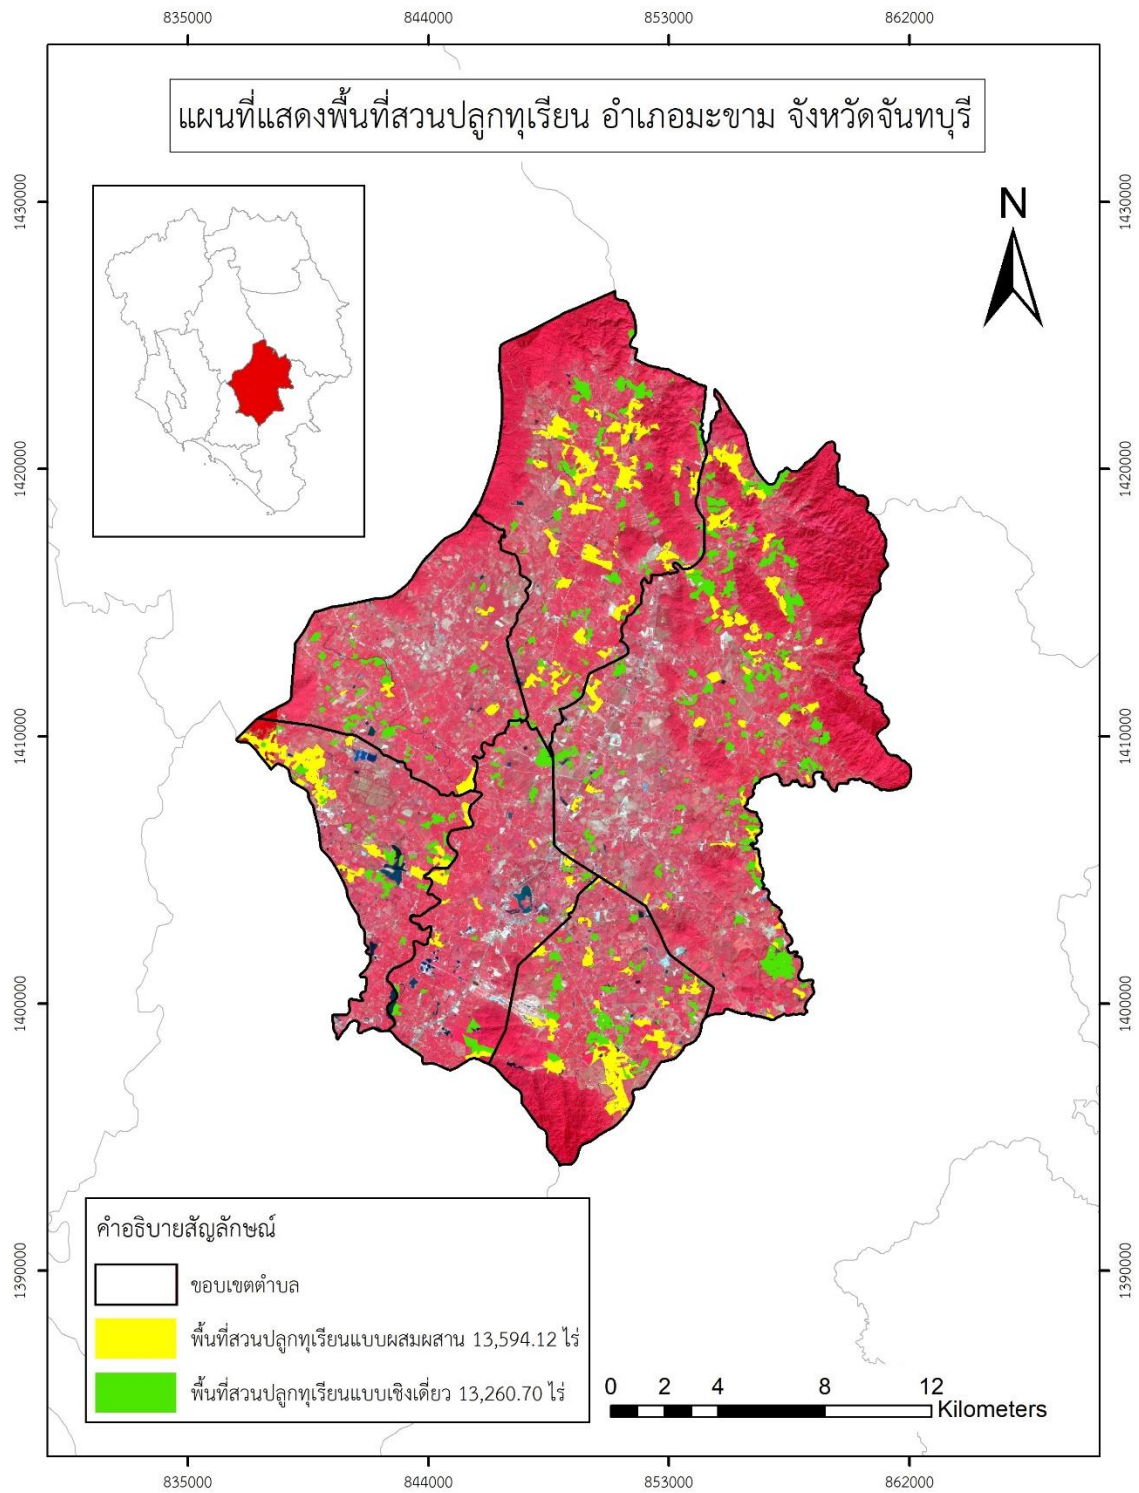 835000 844000 853000 862000
แผนที่แสดงพื้นที่สวนปลูกทุเรียน อำเภอมะขาม จังหวัดจันทบุรี
1430000 1430000
N
1420000 1420000
1410000 1410000
1400000 1400000
1390000 1390000
คำอธิบายสัญลักษณ์
ขอบเขตตำบล
พื้นที่สวนปลูกทุเรียนแบบผสมผสาน 13,594.12 ไร่
พื้นที่สวนปลูกทุเรียนแบบเชิงเดี่ยว 13,260.70 ไร่
0 2 4 8 12
Kilometers
835000 844000 853000 862000